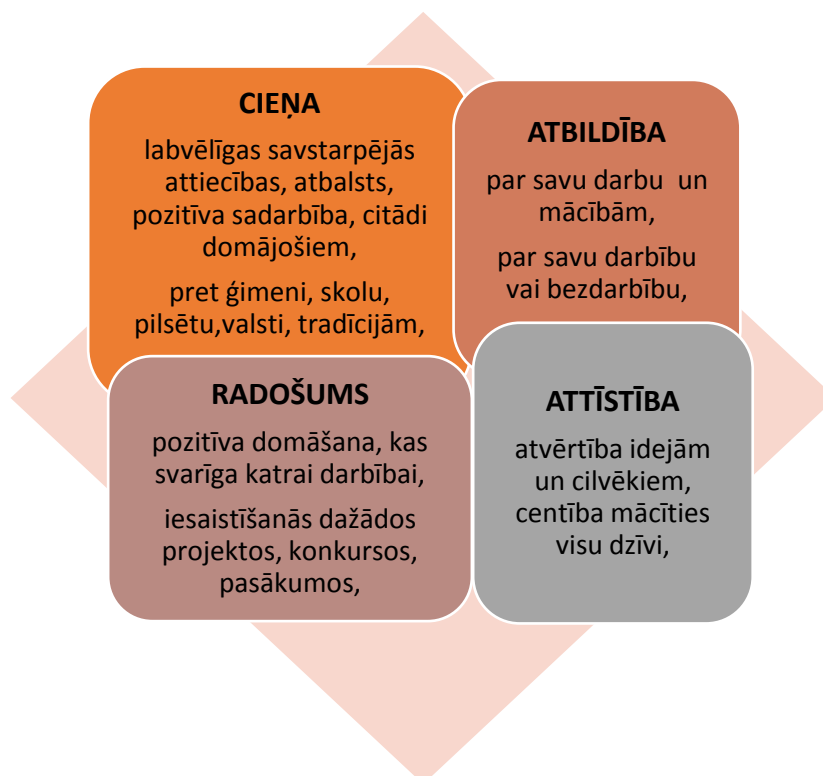 CIEŅA
labvēlīgas savstarpējās
attiecības, atbalsts,
pozitīva sadarbība, citādi
domājošiem,
pret ģimeni, skolu,
pilsētu,valsti, tradīcijām,
ATBILDĪBA
par savu darbu  un
mācībām,
par savu darbību
vai bezdarbību,
RADOŠUMS
pozitīva domāšana, kas
svarīga katrai darbībai,
iesaistīšanās dažādos
projektos, konkursos,
pasākumos,
ATTĪSTĪBA
atvērtība idejām
un cilvēkiem,
centība mācīties
visu dzīvi,